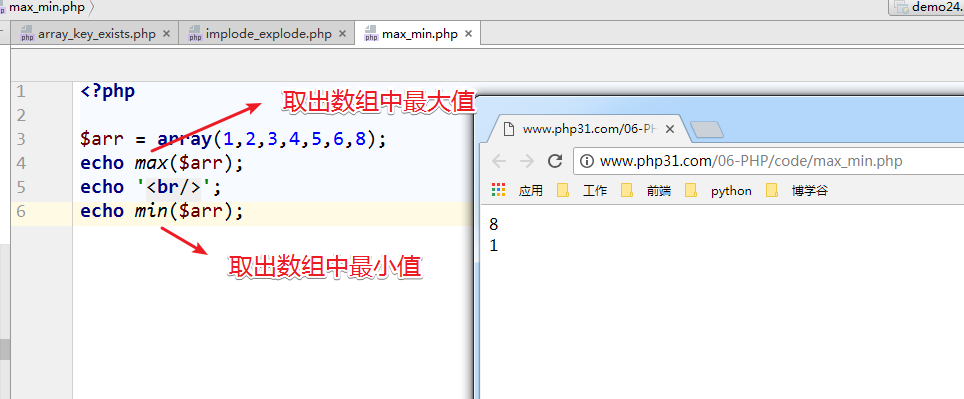 max_min.php
demo24.
array_key_exists.php
implode_explode.php
max_min.php
1 <?php
取出数组中最大值
2
3 $arr = array(1,2,3,4,5,6,8);
4 echo max($arr);
5 echo '<br/>';
6 echo min($arr);
取出数组中最小值
www.php31.com/06-PH
www.php31.com/06-PHP/code/max_min.php
应用 工作 前端 python 博学谷
8
1